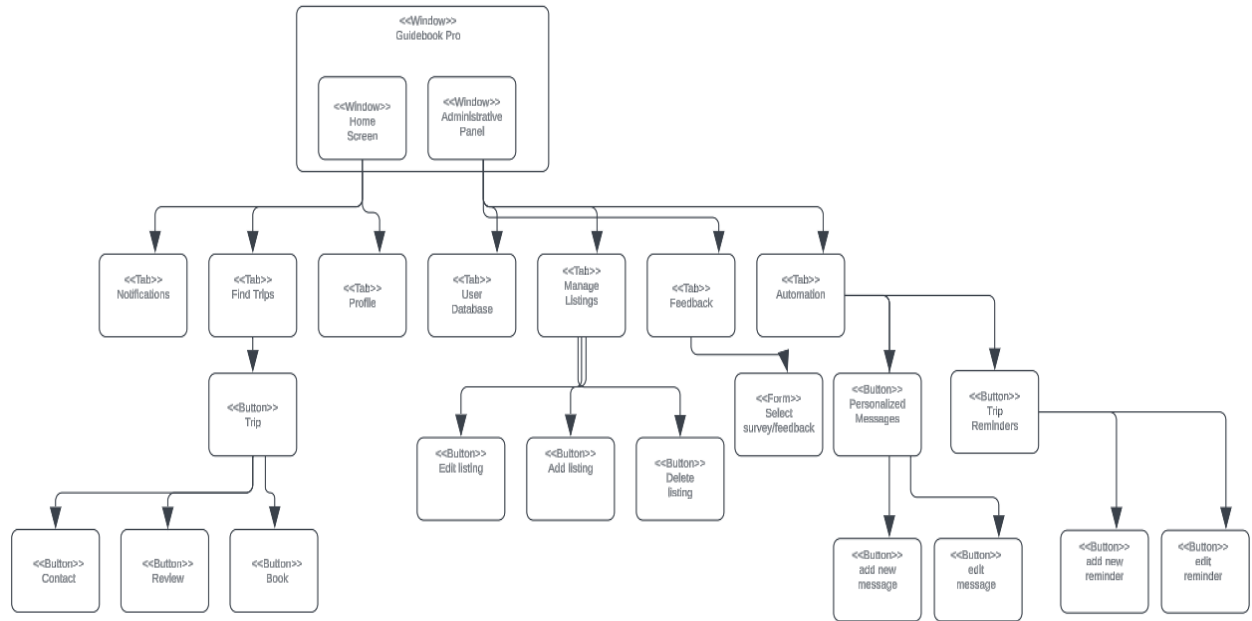 <<Window>>
Guidebook Pro
<<Window>>
Home
Screen
<<Window>>
Administrative
Panel
<<Tab>>
Notifications
<<Tab>>
Find Trips
<<Tab>>
Profile
<<Tab>>
User
Database
<<Tab>>
Manage
Listings
<<Tab>>
Feedback
<<Tab>>
Automation
<<Button>>
Trip
<<Form>>
Select
survey/feedback
<<Button>>
Personalized
Messages
<<Button>>
Trip
Reminders
<<Button>>
Edit listing
<<Button>>
Add listing
<<Button>>
Delete
listing
<<Button>>
Contact
<<Button>>
Review
<<Button>>
Book
<<Button>>
add new
message
<<Button>>
edit
message
<<Button>>
add new
reminder
<<Button>>
edit
reminder